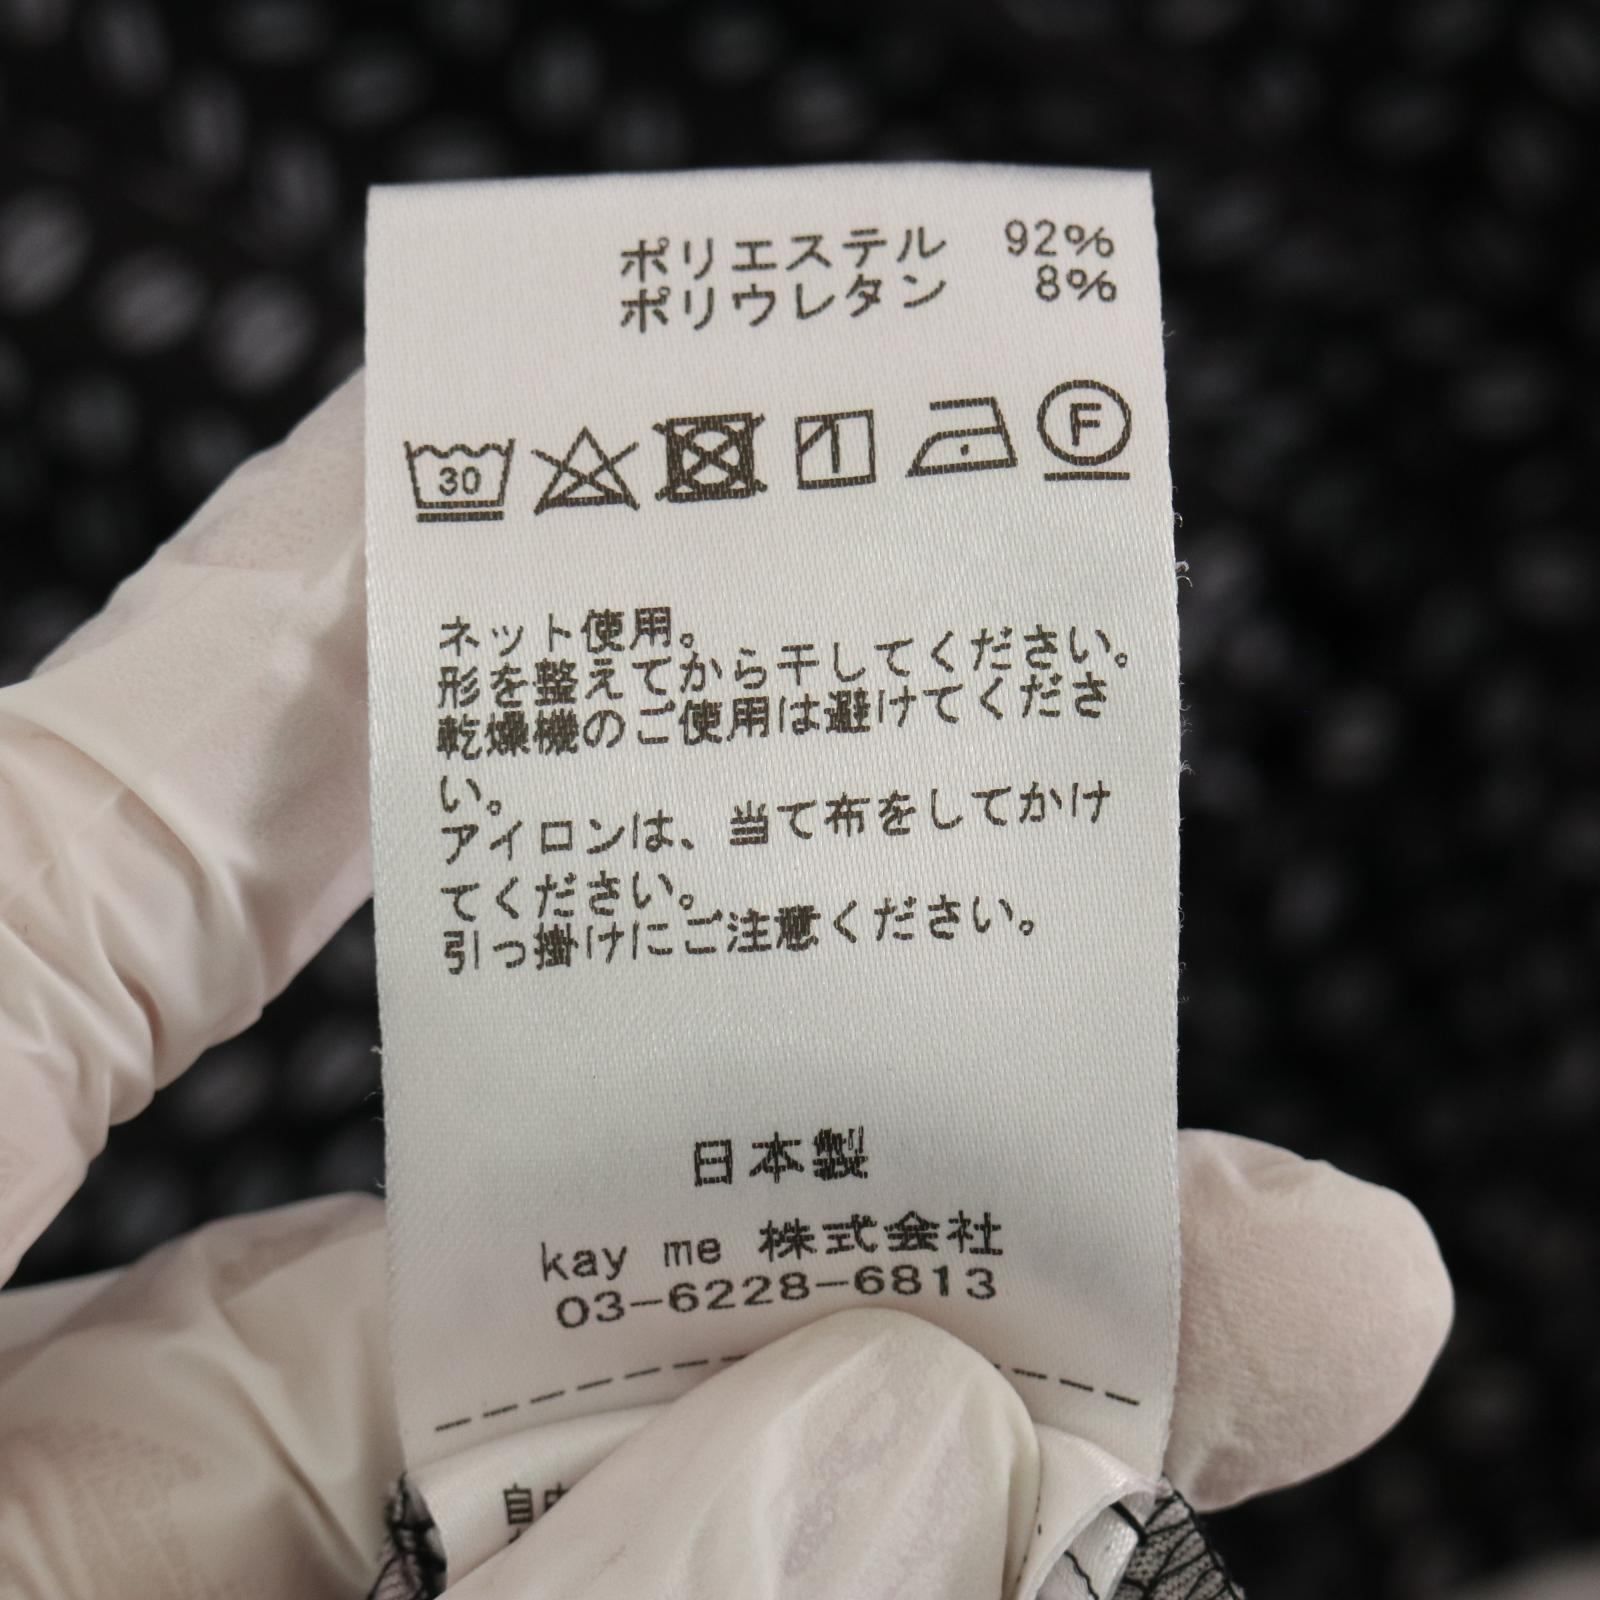 ポリエステル 92%
ポリウレタン 8%
30
F
ネット使用。
形を整えてから干してください。
乾燥機のご使用は避けてくださ
い。
アイロンは、当て布をしてかけ
てください。
引っ掛けにご注意ください。
日本製
kay me 株式会社
03-6228-6813